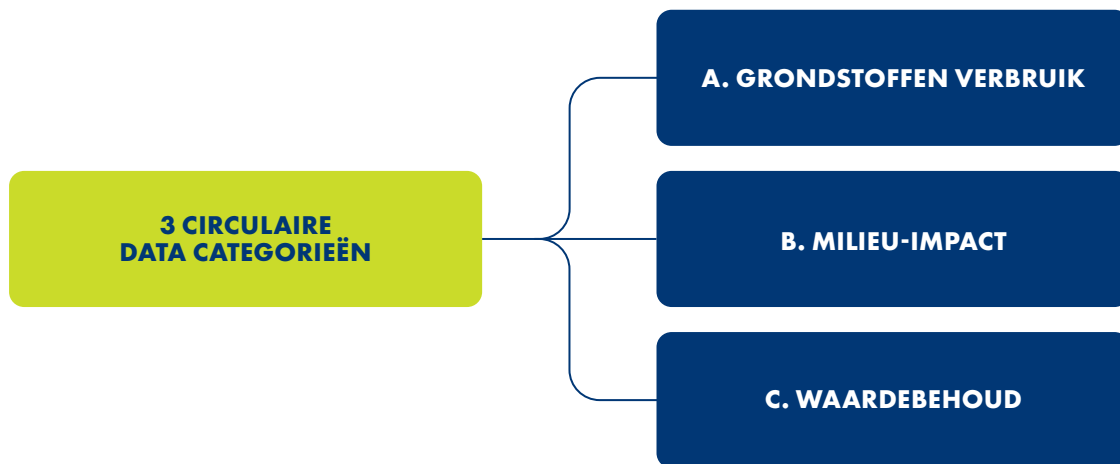 A. GRONDSTOFFEN VERBRUIK
3 CIRCULAIRE
DATA CATEGORIEËN
B. MILIEU-IMPACT
C. WAARDEBEHOUD